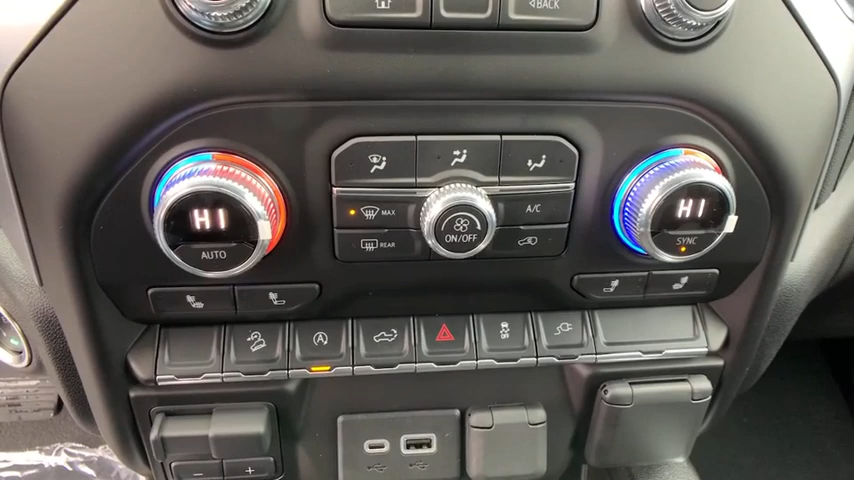 ◁BACK
HI
AUTO
MAX
REAR
ON/OFF
A/C
HI
SYNC
A
OFF
−
+